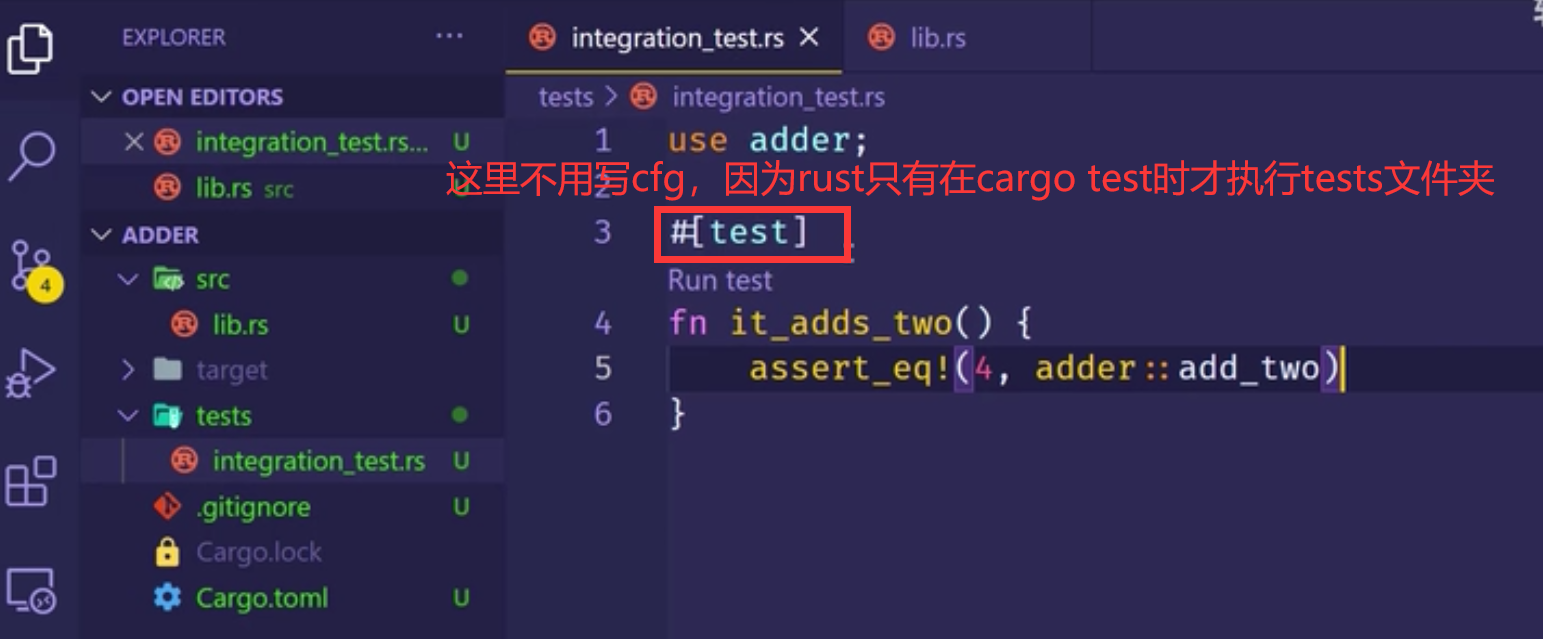 EXPLORER ...
OPEN EDITORS
integration_test.rs... U
lib.rs src U
ADDER
src
lib.rs U
target
tests
integration_test.rs U
.gitignore U
Cargo.lock
Cargo.toml U
4
integration_test.rs lib.rs
tests > integration_test.rs
1 use adder;
这里不用写cfg，因为rust只有在cargo test时才执行tests文件夹
2
3 #[test]
Run test
4 fn it_adds_two() {
5 assert_eq!(4, adder::add_two)
6 }